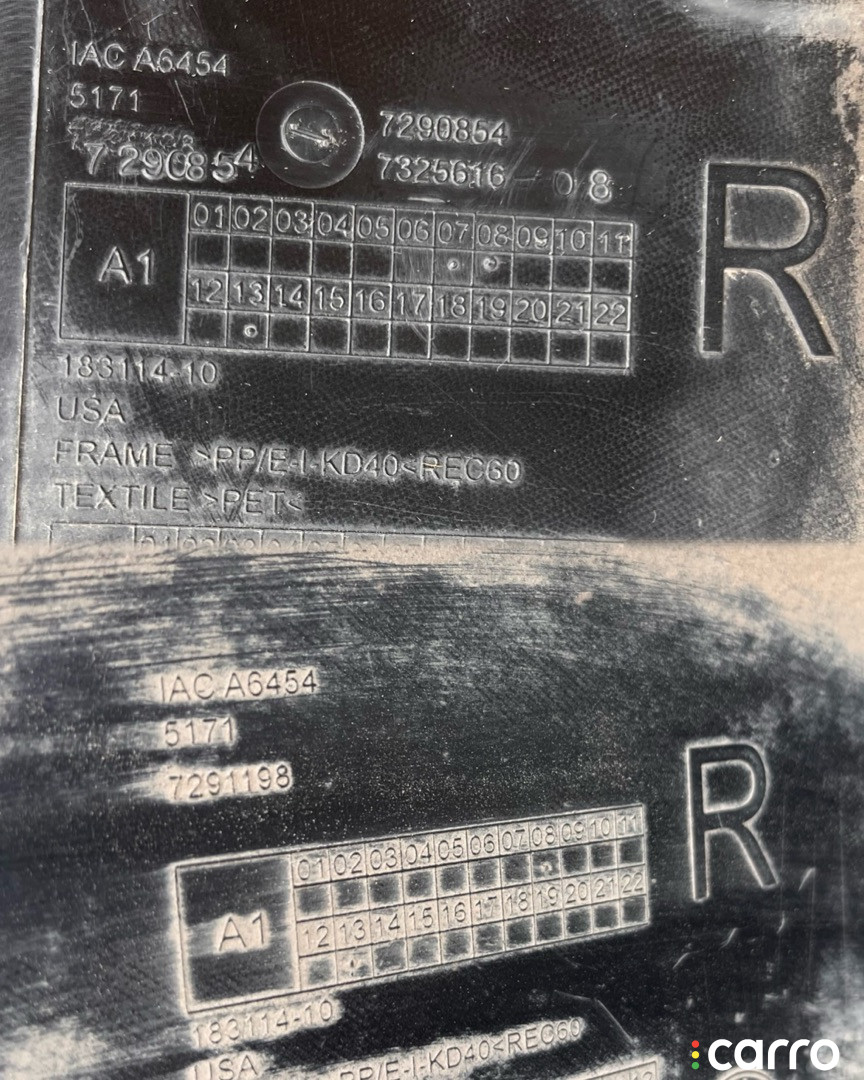 IAC A6454
5171
7290854
7 290854
7325616 08
R
01 02 03 04 05 06 07 08 09 10 11
A1
12 13 14 15 16 17 18 19 20 21 22
183114-10
USA
FRAME >PP/E-I-KD40<REC60
TEXTILE >PET<
IAC A6454
5171
7291198
R
01 02 03 04 05 06 07 08 09 10 11
A1
12 13 14 15 16 17 18 19 20 21 22
183114-10
USA
PP/E-I-KD40<REC60
carro